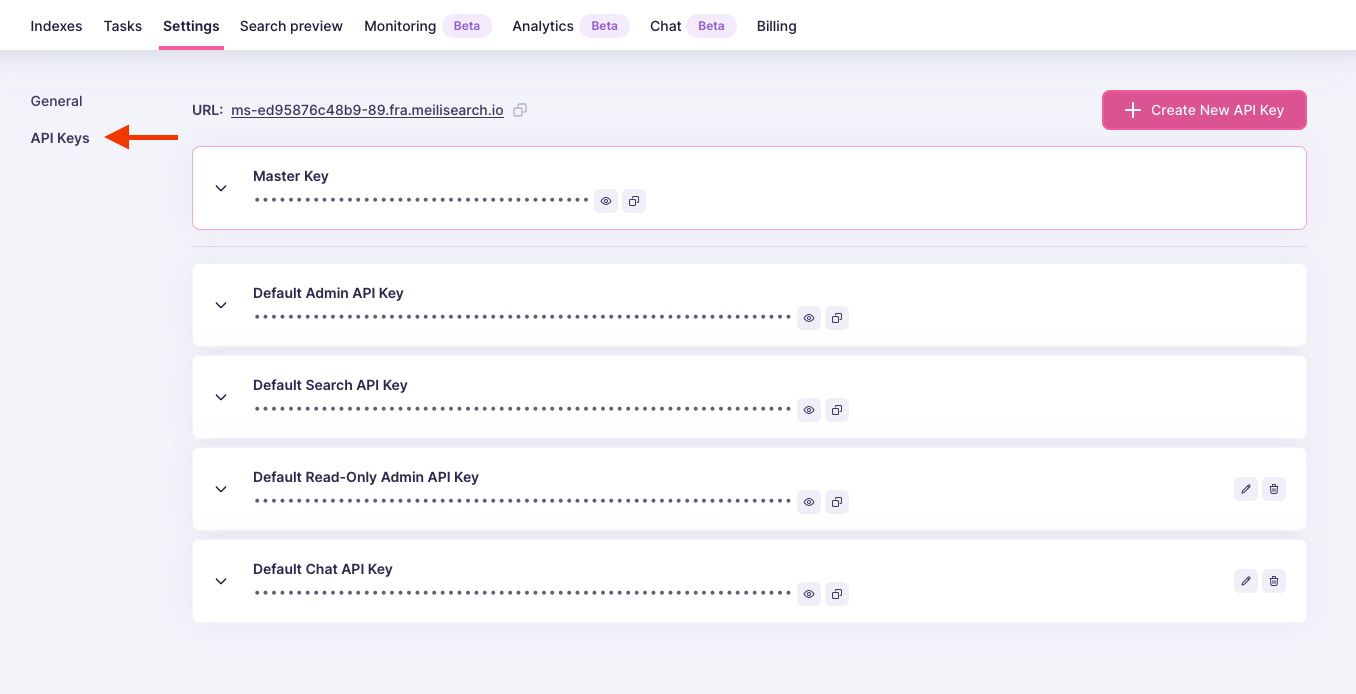 Indexes Tasks Settings Search preview Monitoring Beta Analytics Beta Chat Beta Billing
General
URL: ms-ed95876c48b9-89.fra.meilisearch.io
Create New API Key
API Keys
Master Key
••••••••••••••••••••••••••••••••••••••••
Default Admin API Key
••••••••••••••••••••••••••••••••••••••••••••••••••••••••••••••••
Default Search API Key
••••••••••••••••••••••••••••••••••••••••••••••••••••••••••••••••
Default Read-Only Admin API Key
••••••••••••••••••••••••••••••••••••••••••••••••••••••••••••••••
Default Chat API Key
••••••••••••••••••••••••••••••••••••••••••••••••••••••••••••••••